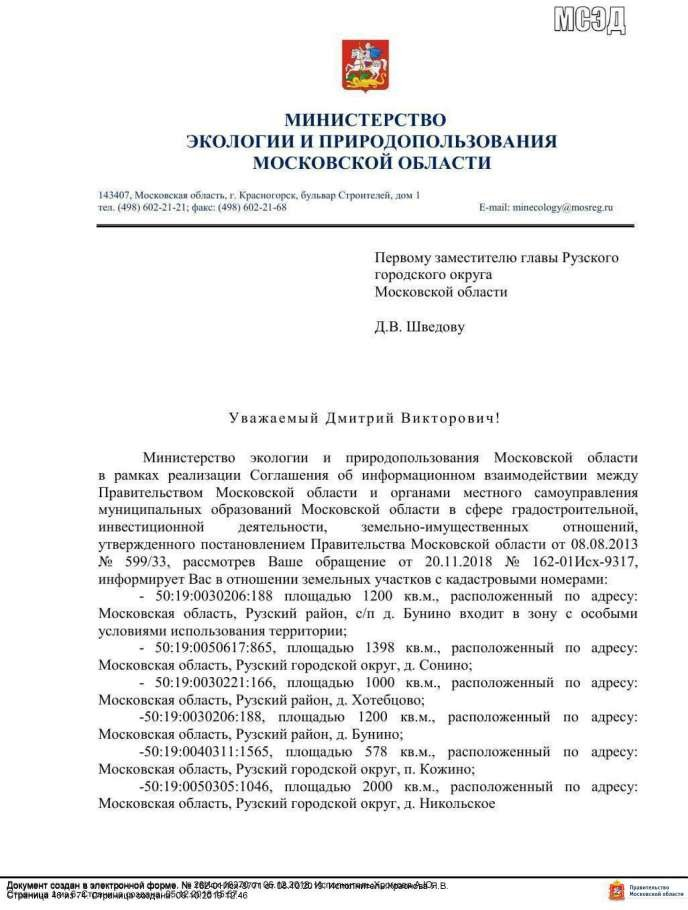 МСЭД
МИНИСТЕРСТВО
ЭКОЛОГИИ И ПРИРОДОПОЛЬЗОВАНИЯ
МОСКОВСКОЙ ОБЛАСТИ
143407, Московская область, г. Красногорск, бульвар Строителей, дом 1
тел. (498) 602-21-21; факс: (498) 602-21-68
E-mail: minecology@mosreg.ru
Первому заместителю главы Рузского
городского округа
Московской области
Д.В. Шведову
Уважаемый Дмитрий Викторович!
Министерство экологии и природопользования Московской области
в рамках реализации Соглашения об информационном взаимодействии между
Правительством Московской области и органами местного самоуправления
муниципальных образований Московской области в сфере градостроительной,
инвестиционной деятельности, земельно-имущественных отношений,
утвержденного постановлением Правительства Московской области от 08.08.2013
№ 599/33, рассмотрев Ваше обращение от 20.11.2018 № 162-01Исх-9317,
информирует Вас в отношении земельных участков с кадастровыми номерами:
- 50:19:0030206:188 площадью 1200 кв.м., расположенный по адресу:
Московская область, Рузский район, с/п д. Бунино входит в зону с особыми
условиями использования территории;
- 50:19:0050617:865, площадью 1398 кв.м., расположенный по адресу:
Московская область, Рузский городской округ, д. Сонино;
- 50:19:0030221:166, площадью 1000 кв.м., расположенный по адресу:
Московская область, Рузский район, д. Хотебцово;
-50:19:0030206:188, площадью 1200 кв.м., расположенный по адресу:
Московская область, Рузский район, д. Бунино;
-50:19:0040311:1565, площадью 578 кв.м., расположенный по адресу:
Московская область, Рузский городской округ, п. Кожино;
-50:19:0050305:1046, площадью 2000 кв.м., расположенный по адресу:
Московская область, Рузский городской округ, д. Никольское
Документ создан в электронной форме. №
Правительство
Московской области